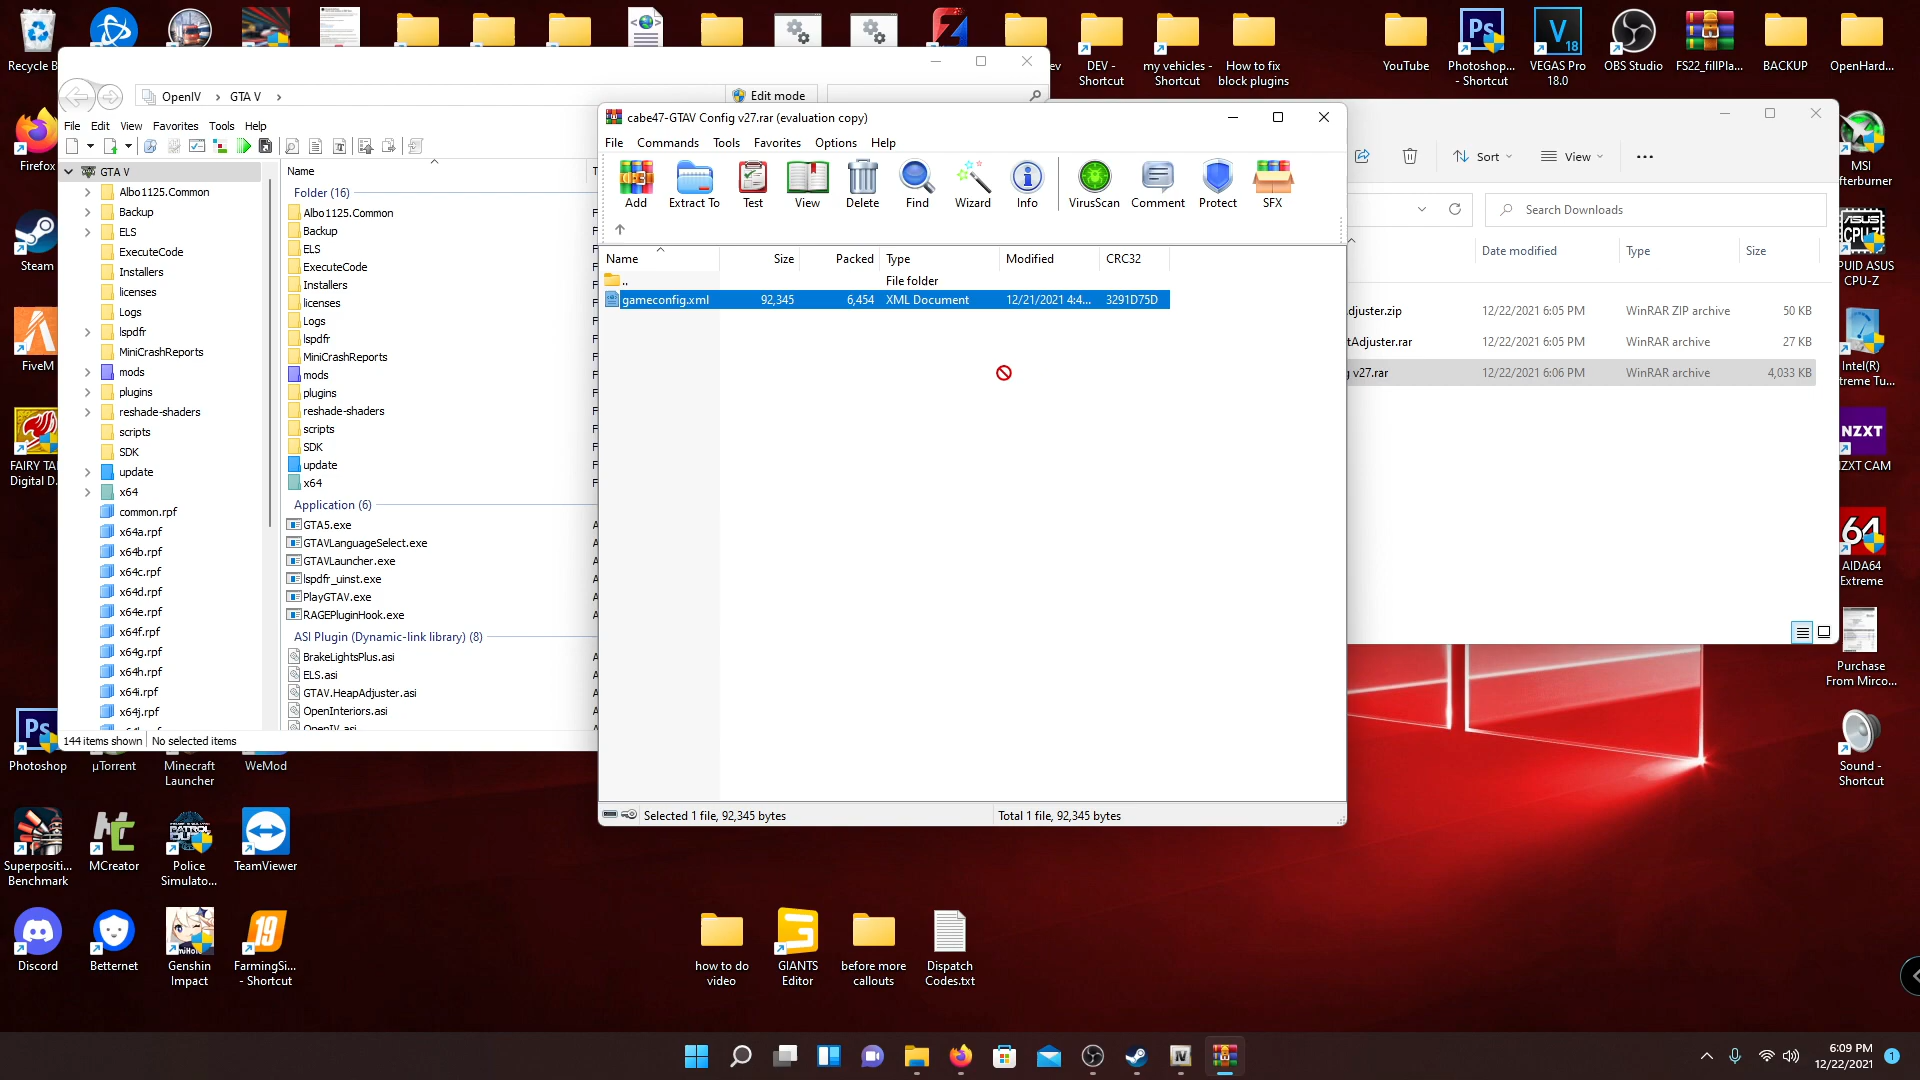 Recycle B
ev
DEV - Shortcut
my vehicles - Shortcut
How to fix block plugins
YouTube
Photoshop... - Shortcut
VEGAS Pro 18.0
OBS Studio
FS22_fillPla...
BACKUP
OpenHard...
OpenIV
GTA V
Edit mode
File Edit View Favorites Tools Help
GTA V
Albo1125.Common
Backup
ELS
ExecuteCode
Installers
licenses
Logs
lspdfr
MiniCrashReports
mods
plugins
reshade-shaders
scripts
SDK
update
x64
common.rpf
x64a.rpf
x64b.rpf
x64c.rpf
x64d.rpf
x64e.rpf
x64f.rpf
x64g.rpf
x64h.rpf
x64i.rpf
x64j.rpf
Name
Folder (16)
Albo1125.Common
Backup
ELS
ExecuteCode
Installers
licenses
Logs
lspdfr
MiniCrashReports
mods
plugins
reshade-shaders
scripts
SDK
update
x64
Application (6)
GTA5.exe
GTAVLanguageSelect.exe
GTAVLauncher.exe
lspdfr_uinst.exe
PlayGTAV.exe
RAGEPluginHook.exe
ASI Plugin (Dynamic-link library) (8)
BrakeLightsPlus.asi
ELS.asi
GTAV.HeapAdjuster.asi
OpenInteriors.asi
OpenIV.asi
144 items shown
No selected items
cabe47-GTAV Config v27.rar (evaluation copy)
File Commands Tools Favorites Options Help
Add
Extract To
Test
View
Delete
Find
Wizard
Info
VirusScan
Comment
Protect
SFX
Name Size Packed Type Modified CRC32
.. File folder
gameconfig.xml 92,345 6,454 XML Document 12/21/2021 4:4... 3291D75D
Selected 1 file, 92,345 bytes
Total 1 file, 92,345 bytes
Sort
View
Search Downloads
Date modified Type Size
djuster.zip 12/22/2021 6:05 PM WinRAR ZIP archive 50 KB
tAdjuster.rar 12/22/2021 6:05 PM WinRAR archive 27 KB
g v27.rar 12/22/2021 6:06 PM WinRAR archive 4,033 KB
Firefox
Steam
FiveM
FAIRY TA
Digital D.
Photoshop
µTorrent
Minecraft Launcher
WeMod
Superpositi... Benchmark
MCreator
Police Simulato...
TeamViewer
Discord
Betternet
Genshin Impact
FarmingSi... - Shortcut
how to do video
GIANTS Editor
before more callouts
Dispatch Codes.txt
MSI
fterburner
PUID ASUS
CPU-Z
Intel(R)
treme Tu...
NZXT
ZXT CAM
64
AIDA64 Extreme
Purchase From Mirco...
Sound - Shortcut
6:09 PM
12/22/2021
1